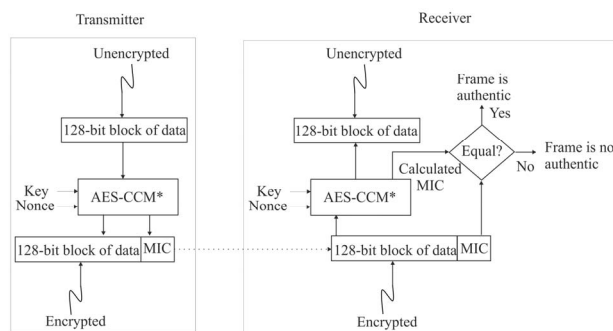 Transmitter
Unencrypted
128-bit block of data
Key
Nonce
AES-CCM*
128-bit block of data
MIC
Encrypted
Receiver
Unencrypted
128-bit block of data
Key
Nonce
AES-CCM*
Calculated
MIC
Frame is
authentic
Yes
Equal?
No
Frame is no
authentic
128-bit block of data
MIC
Encrypted